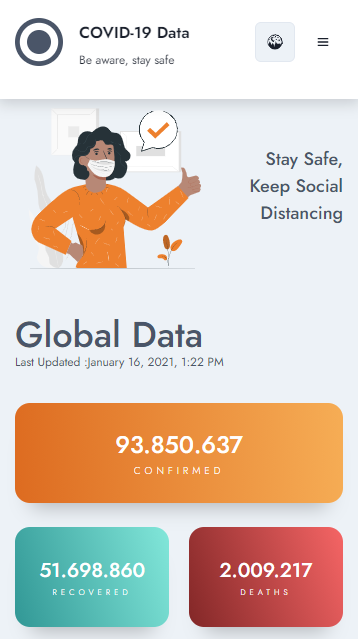 COVID-19 Data
Be aware, stay safe
Stay Safe,
Keep Social
Distancing
Global Data
Last Updated :January 16, 2021, 1:22 PM
93.850.637
CONFIRMED
51.698.860
RECOVERED
2.009.217
DEATHS